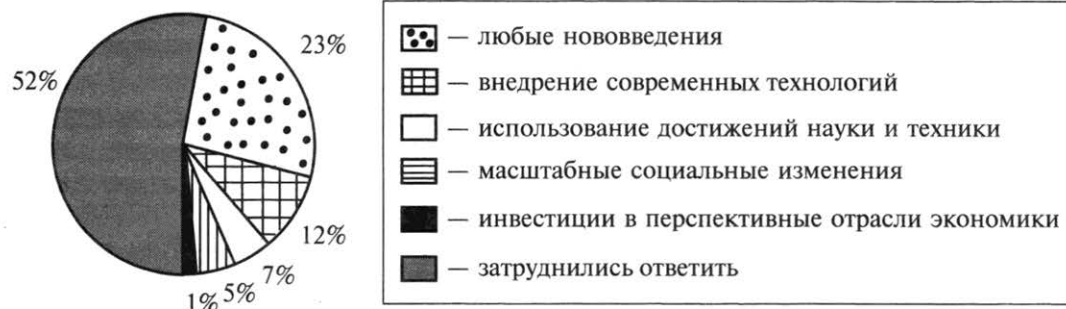 23%
52%
12%
7%
5%
1%
— любые нововведения
— внедрение современных технологий
— использование достижений науки и техники
— масштабные социальные изменения
— инвестиции в перспективные отрасли экономики
— затруднились ответить